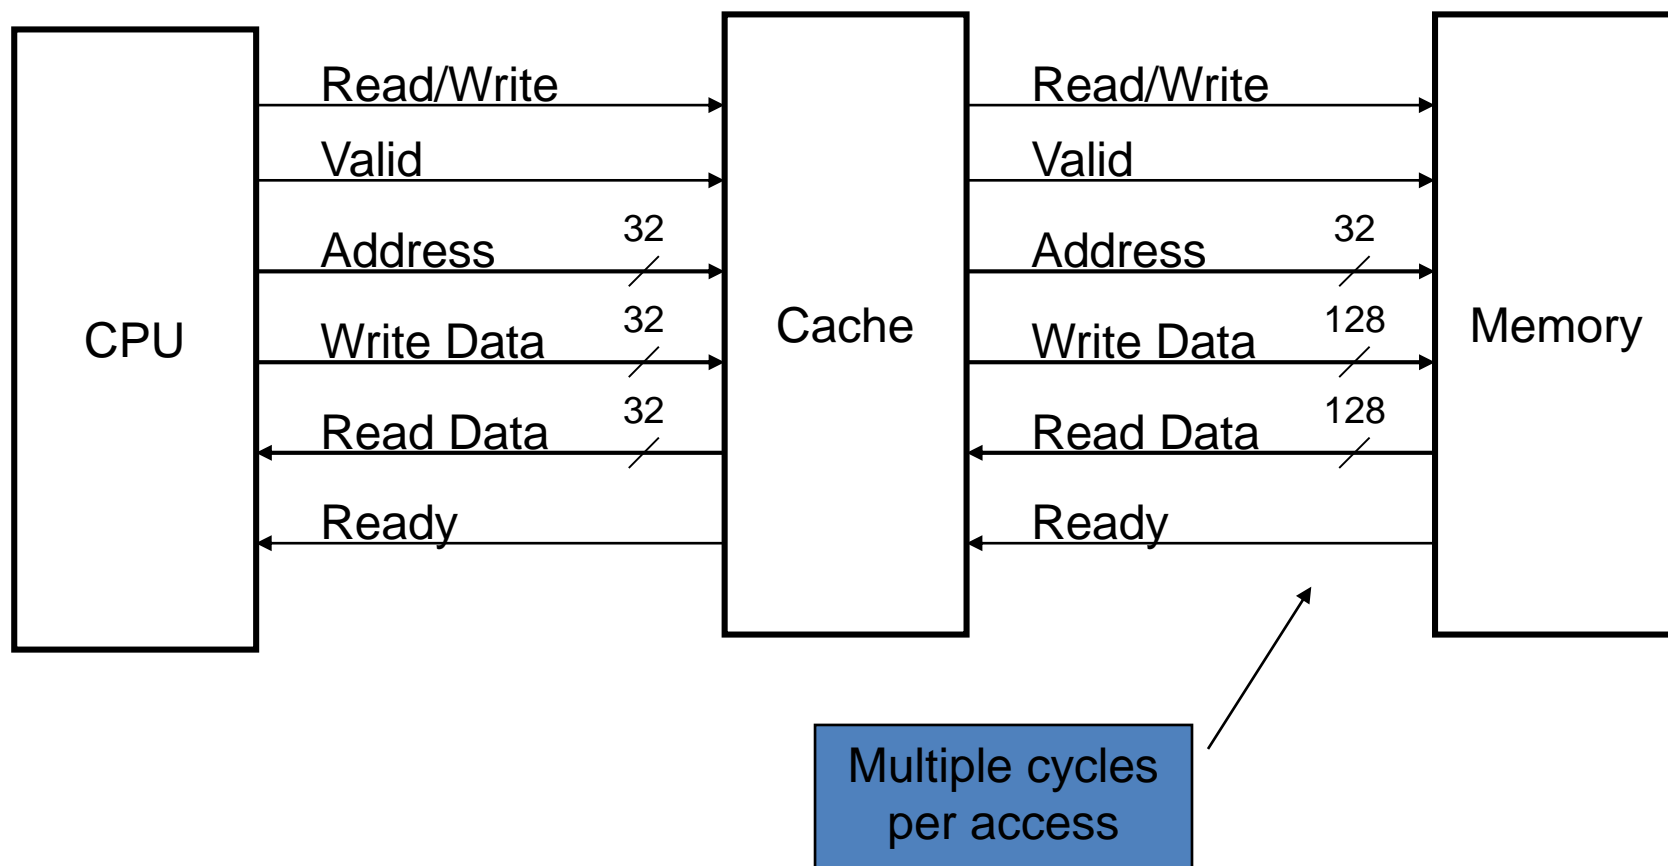 Read/Write
Read/Write
Valid
Valid
Address 32
Address 32
Write Data 32
Write Data 128
CPU
Cache
Memory
Read Data 32
Read Data 128
Ready
Ready
Multiple cycles
per access